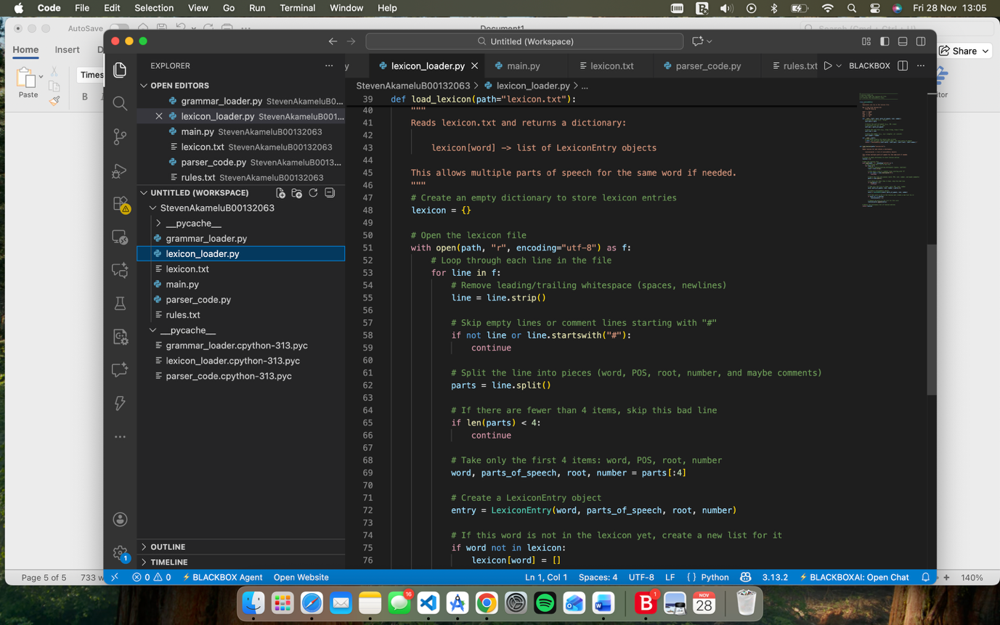 Code File Edit Selection View Go Run Terminal Window Help
Fri 28 Nov 13:05
AutoSave
Document1
Search (Cmd + Ctrl + U)
Home Insert D
Share
Paste
Times
B
itor
Untitled (Workspace)
EXPLORER
OPEN EDITORS
grammar_loader.py StevenAkameluB0...
lexicon_loader.py StevenAkameluB001...
main.py StevenAkameluB00132063
lexicon.txt StevenAkameluB00132063
parser_code.py StevenAkameluB0013...
rules.txt StevenAkameluB00132063
UNTITLED (WORKSPACE)
StevenAkameluB00132063
__pycache__
grammar_loader.py
lexicon_loader.py
lexicon.txt
main.py
parser_code.py
rules.txt
__pycache__
grammar_loader.cpython-313.pyc
lexicon_loader.cpython-313.pyc
parser_code.cpython-313.pyc
OUTLINE
TIMELINE
y lexicon_loader.py main.py lexicon.txt parser_code.py rules.txt BLACKBOX
StevenAkameluB00132063 > lexicon_loader.py > ...
39 def load_lexicon(path="lexicon.txt"):
40 """
41 Reads lexicon.txt and returns a dictionary:
42
43 lexicon[word] -> list of LexiconEntry objects
44
45 This allows multiple parts of speech for the same word if needed.
46 """
47 # Create an empty dictionary to store lexicon entries
48 lexicon = {}
49
50 # Open the lexicon file
51 with open(path, "r", encoding="utf-8") as f:
52 # Loop through each line in the file
53 for line in f:
54 # Remove leading/trailing whitespace (spaces, newlines)
55 line = line.strip()
56
57 # Skip empty lines or comment lines starting with "#"
58 if not line or line.startswith("#"):
59 continue
60
61 # Split the line into pieces (word, POS, root, number, and maybe comments)
62 parts = line.split()
63
64 # If there are fewer than 4 items, skip this bad line
65 if len(parts) < 4:
66 continue
67
68 # Take only the first 4 items: word, POS, root, number
69 word, parts_of_speech, root, number = parts[:4]
70
71 # Create a LexiconEntry object
72 entry = LexiconEntry(word, parts_of_speech, root, number)
73
74 # If this word is not in the lexicon yet, create a new list for it
75 if word not in lexicon:
76 lexicon[word] = []
1
0 0 BLACKBOX Agent Open Website
Ln 1, Col 1 Spaces: 4 UTF-8 LF { } Python 3.13.2 BLACKBOXAI: Open Chat
Page 5 of 5 733 w
+ 140%
16
1
NOV
28